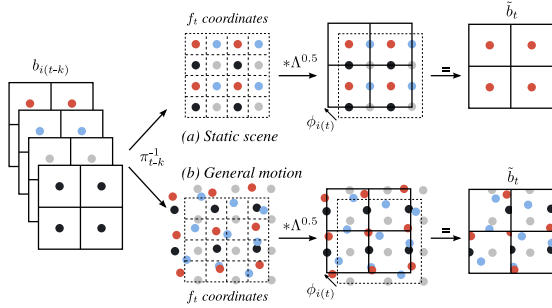 f_t coordinates
b̃_t
b_{i(t-k)}
*Λ^{0.5}
=
ϕ_{i(t)}
(a) Static scene
π^{-1}_{t-k}
(b) General motion
b̃_t
*Λ^{0.5}
=
ϕ_{i(t)}
f_t coordinates